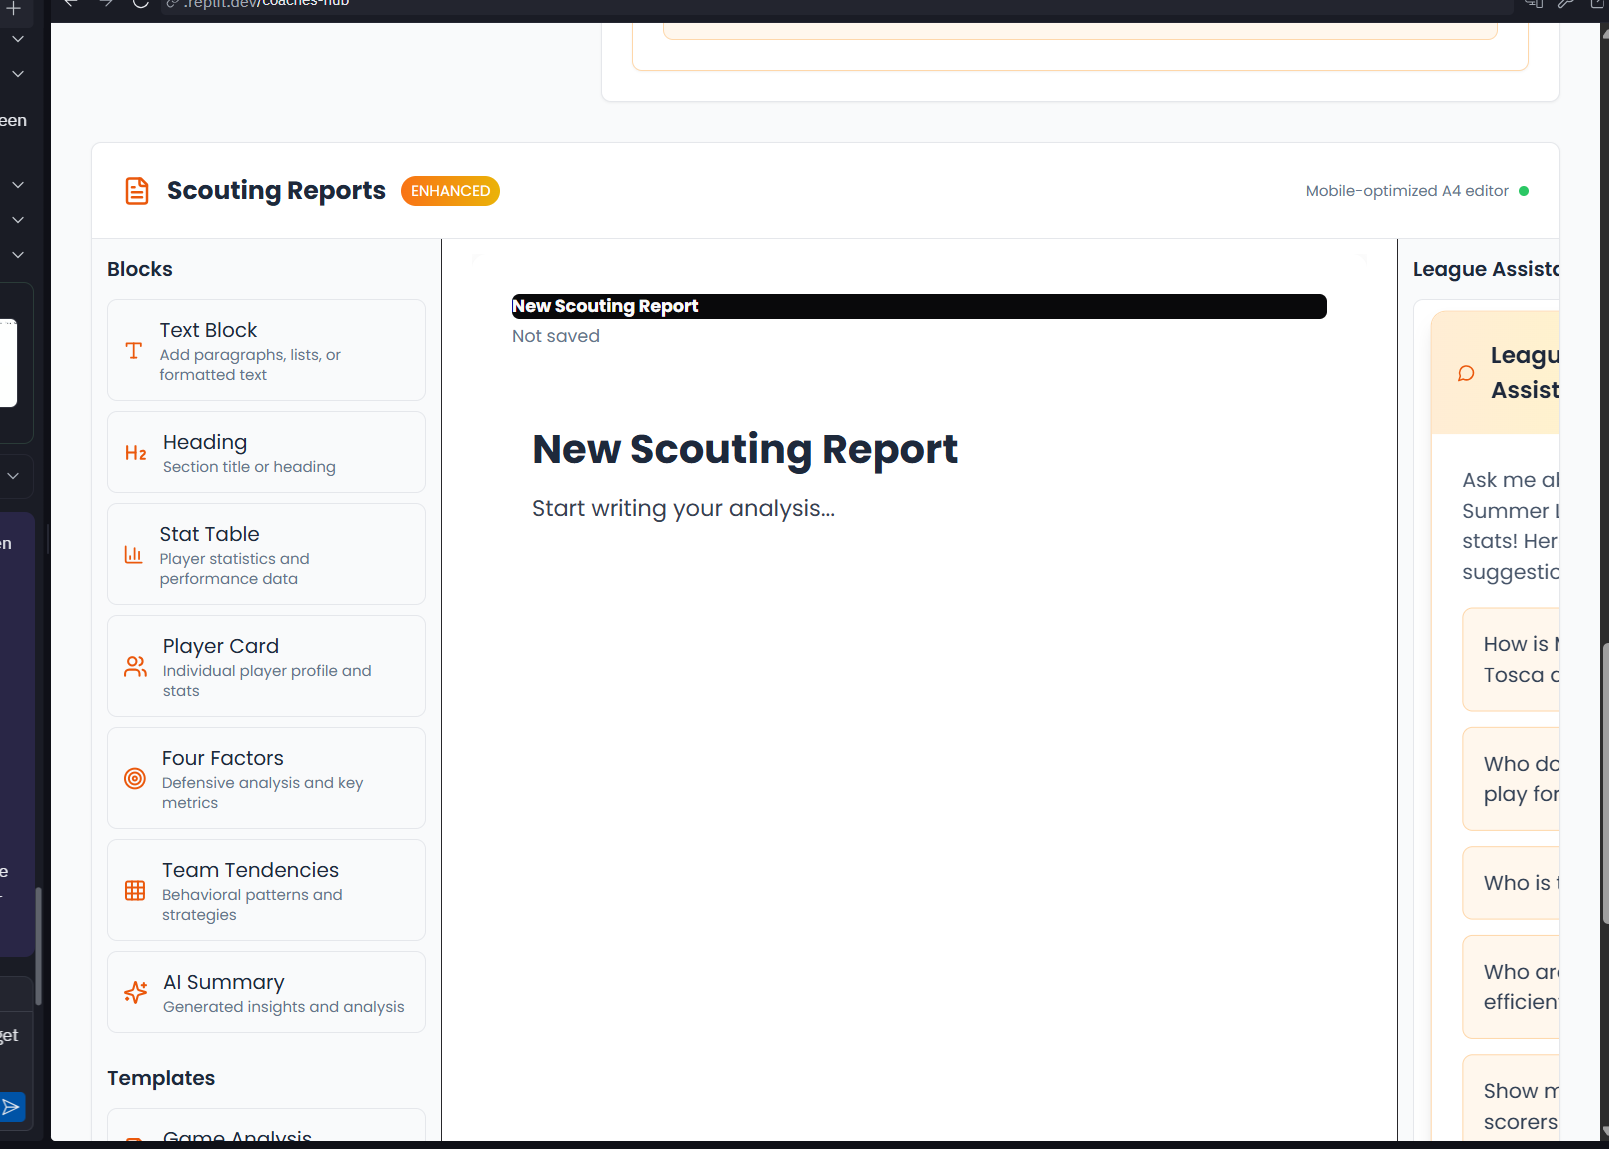 .replit.dev/coaches-hub
een
en
e
get
Scouting Reports
ENHANCED
Mobile-optimized A4 editor
Blocks
Text Block
Add paragraphs, lists, or
formatted text
H2
Heading
Section title or heading
Stat Table
Player statistics and
performance data
Player Card
Individual player profile and
stats
Four Factors
Defensive analysis and key
metrics
Team Tendencies
Behavioral patterns and
strategies
AI Summary
Generated insights and analysis
Templates
Game Analysis
New Scouting Report
Not saved
New Scouting Report
Start writing your analysis...
League Assista
Leagu
Assist
Ask me al
Summer L
stats! Her
suggestic
How is M
Tosca c
Who do
play for
Who is t
Who are
efficien
Show m
scorers